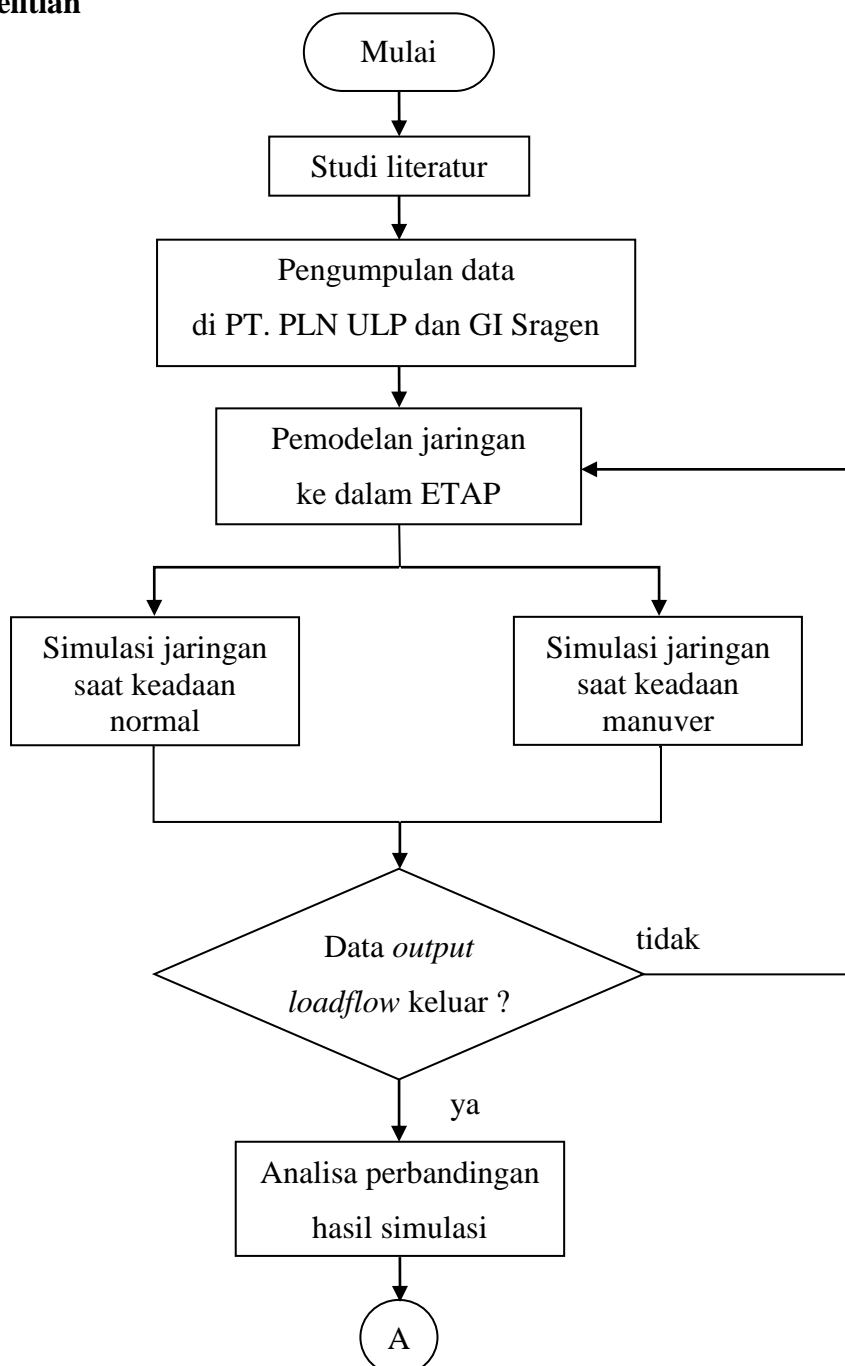 Mulai
Studi literatur
Pengumpulan data
di PT. PLN ULP dan GI Sragen
Pemodelan jaringan
ke dalam ETAP
Simulasi jaringan
saat keadaan
normal
Simulasi jaringan
saat keadaan
manuver
Data output
loadflow keluar ?
tidak
ya
Analisa perbandingan
hasil simulasi
A